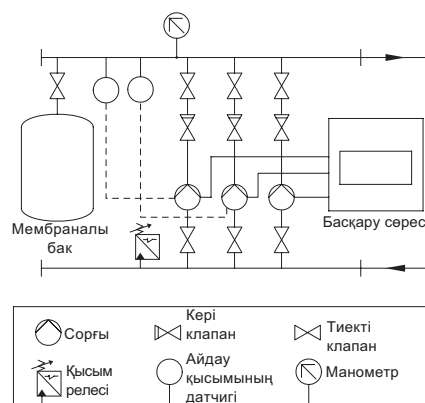 Мембраналы
бак
Басқару сөрес
Сорғы
Кері
клапан
Тиекті
клапан
Қысым
релесі
Айдау
қысымының
датчигі
Манометр